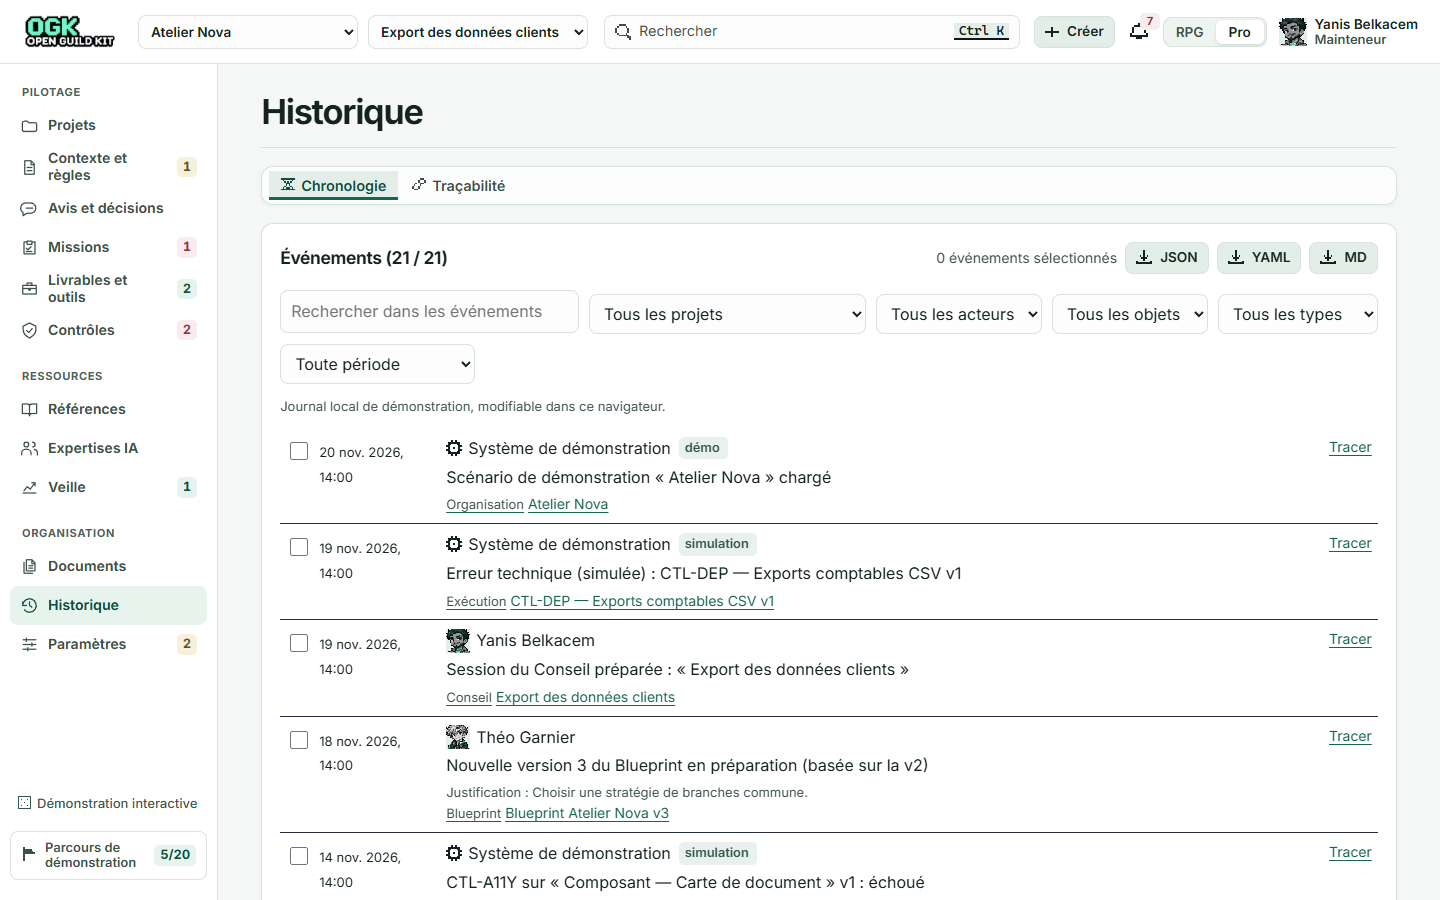 OGK
OPEN GUILD KIT
Atelier Nova
Export des données clients
Rechercher
Ctrl K
Créer
7
RPG
Pro
Yanis Belkacem
Mainteneur
PILOTAGE
Projets
Contexte et
règles
1
Avis et décisions
Missions
1
Livrables et
outils
2
Contrôles
2
RESSOURCES
Références
Expertises IA
Veille
1
ORGANISATION
Documents
Historique
Paramètres
2
Démonstration interactive
Parcours de
démonstration
5/20
Historique
Chronologie
Traçabilité
Événements (21 / 21)
0 événements sélectionnés
JSON
YAML
MD
Rechercher dans les événements
Tous les projets
Tous les acteurs
Tous les objets
Tous les types
Toute période
Journal local de démonstration, modifiable dans ce navigateur.
20 nov. 2026,
14:00
Système de démonstration
démo
Tracer
Scénario de démonstration « Atelier Nova » chargé
Organisation Atelier Nova
19 nov. 2026,
14:00
Système de démonstration
simulation
Tracer
Erreur technique (simulée) : CTL-DEP — Exports comptables CSV v1
Exécution CTL-DEP — Exports comptables CSV v1
19 nov. 2026,
14:00
Yanis Belkacem
Tracer
Session du Conseil préparée : « Export des données clients »
Conseil Export des données clients
18 nov. 2026,
14:00
Théo Garnier
Tracer
Nouvelle version 3 du Blueprint en préparation (basée sur la v2)
Justification : Choisir une stratégie de branches commune.
Blueprint Blueprint Atelier Nova v3
14 nov. 2026,
14:00
Système de démonstration
simulation
Tracer
CTL-A11Y sur « Composant — Carte de document » v1 : échoué